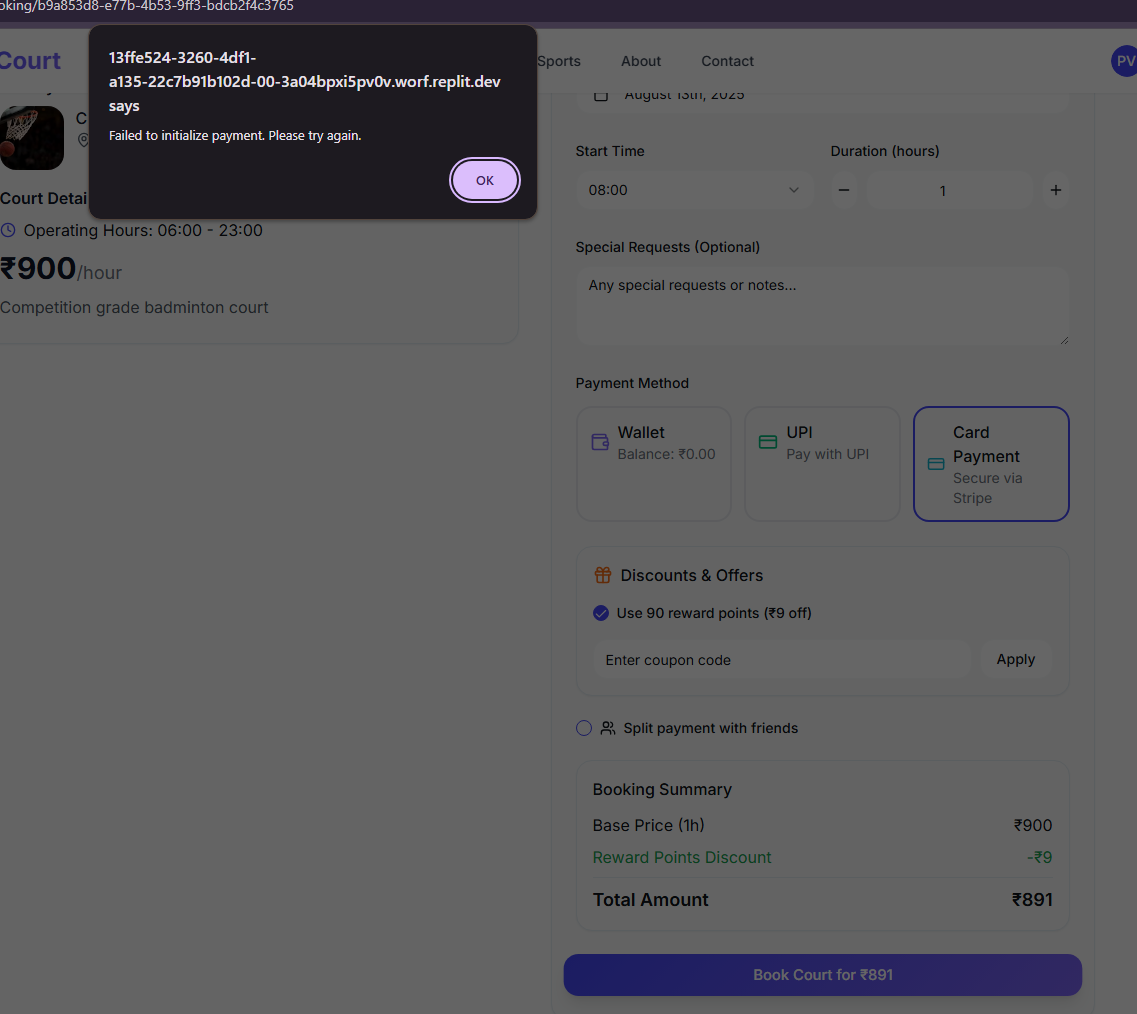 oking/b9a853d8-e77b-4b53-9ff3-bdcb2f4c3765
13ffe524-3260-4df1-
a135-22c7b91b102d-00-3a04bpxi5pv0v.worf.replit.dev
says
Failed to initialize payment. Please try again.
OK
Court
Sports
About
Contact
PV
C
Court Detai
Operating Hours: 06:00 - 23:00
₹900/hour
Competition grade badminton court
August 13th, 2025
Start Time
Duration (hours)
08:00
1
Special Requests (Optional)
Any special requests or notes...
Payment Method
Wallet
Balance: ₹0.00
UPI
Pay with UPI
Card
Payment
Secure via
Stripe
Discounts & Offers
Use 90 reward points (₹9 off)
Enter coupon code
Apply
Split payment with friends
Booking Summary
Base Price (1h)
₹900
Reward Points Discount
-₹9
Total Amount
₹891
Book Court for ₹891